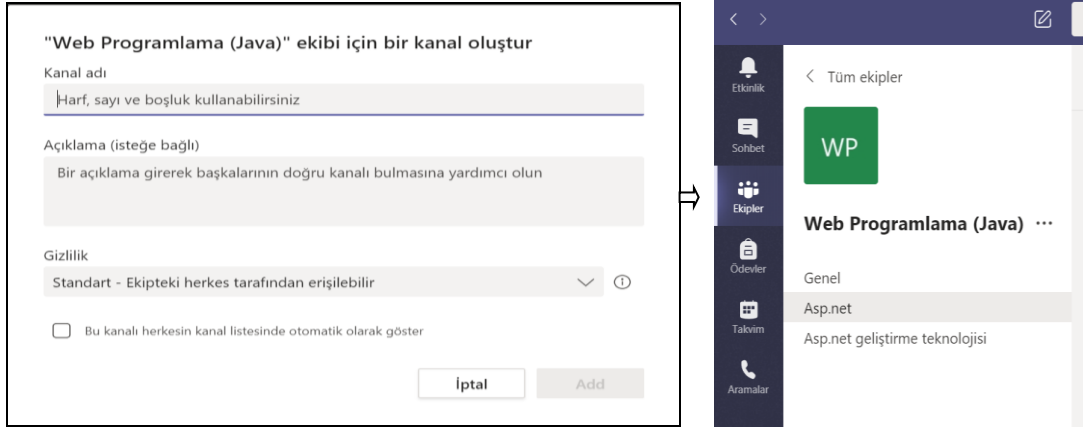 "Web Programlama (Java)" ekibi için bir kanal oluştur
Kanal adı
Harf, sayı ve boşluk kullanabilirsiniz
Açıklama (isteğe bağlı)
Bir açıklama girerek başkalarının doğru kanalı bulmasına yardımcı olun
Gizlilik
Standart - Ekipteki herkes tarafından erişilebilir
Bu kanalı herkesin kanal listesinde otomatik olarak göster
İptal
Add
Etkinlik
Sohbet
Ekipler
Ödevler
Takvim
Aramalar
Tüm ekipler
WP
Web Programlama (Java) ...
Genel
Asp.net
Asp.net geliştirme teknolojisi